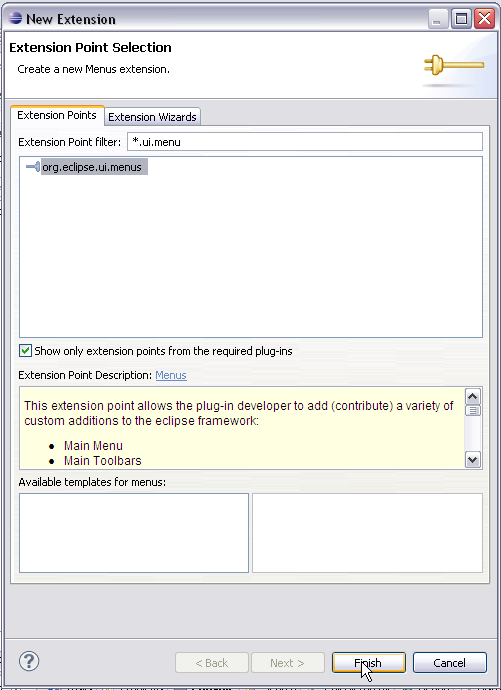 New Extension
Extension Point Selection
Create a new Menus extension.
Extension Points
Extension Wizards
Extension Point filter: *.ui.menu
org.eclipse.ui.menus
Show only extension points from the required plug-ins
Extension Point Description: Menus
This extension point allows the plug-in developer to add (contribute) a variety of
custom additions to the eclipse framework:
• Main Menu
• Main Toolbars
Available templates for menus:
?
< Back
Next >
Finish
Cancel